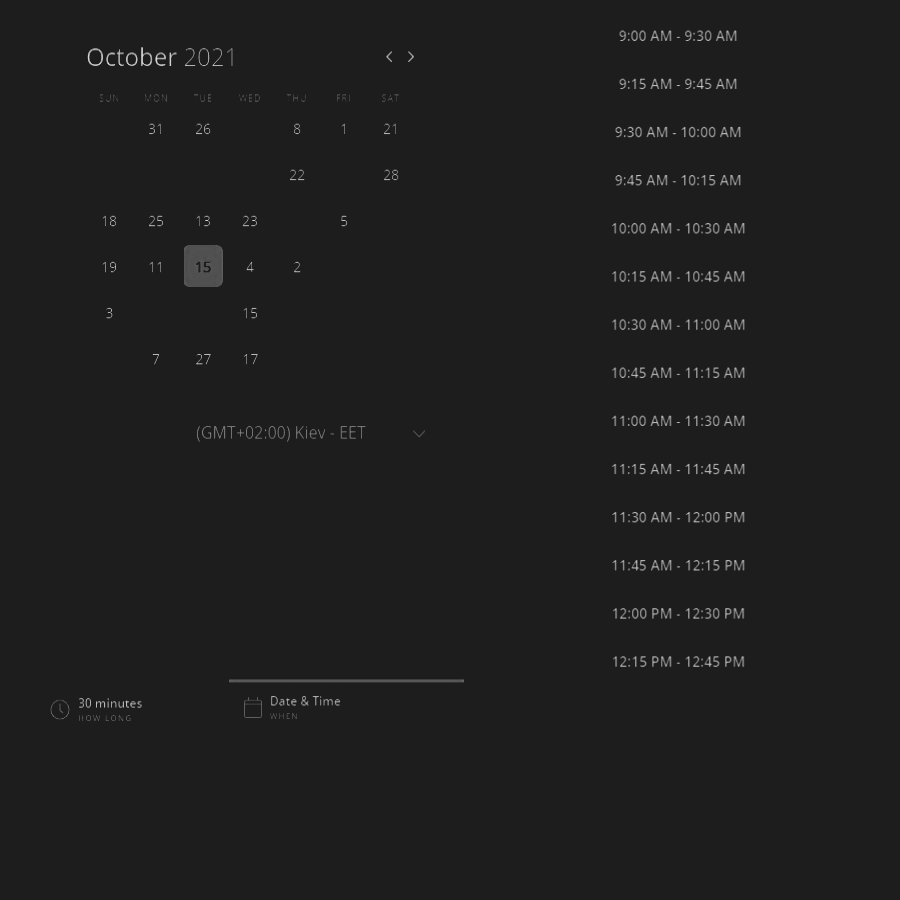 October 2021
SUN MON TUE WED THU FRI SAT
31 26 8 1 21
22 28
18 25 13 23 5
19 11 15 4 2
3 15
7 27 17
(GMT+02:00) Kiev - EET
30 minutes
HOW LONG
Date & Time
WHEN
9:00 AM - 9:30 AM
9:15 AM - 9:45 AM
9:30 AM - 10:00 AM
9:45 AM - 10:15 AM
10:00 AM - 10:30 AM
10:15 AM - 10:45 AM
10:30 AM - 11:00 AM
10:45 AM - 11:15 AM
11:00 AM - 11:30 AM
11:15 AM - 11:45 AM
11:30 AM - 12:00 PM
11:45 AM - 12:15 PM
12:00 PM - 12:30 PM
12:15 PM - 12:45 PM